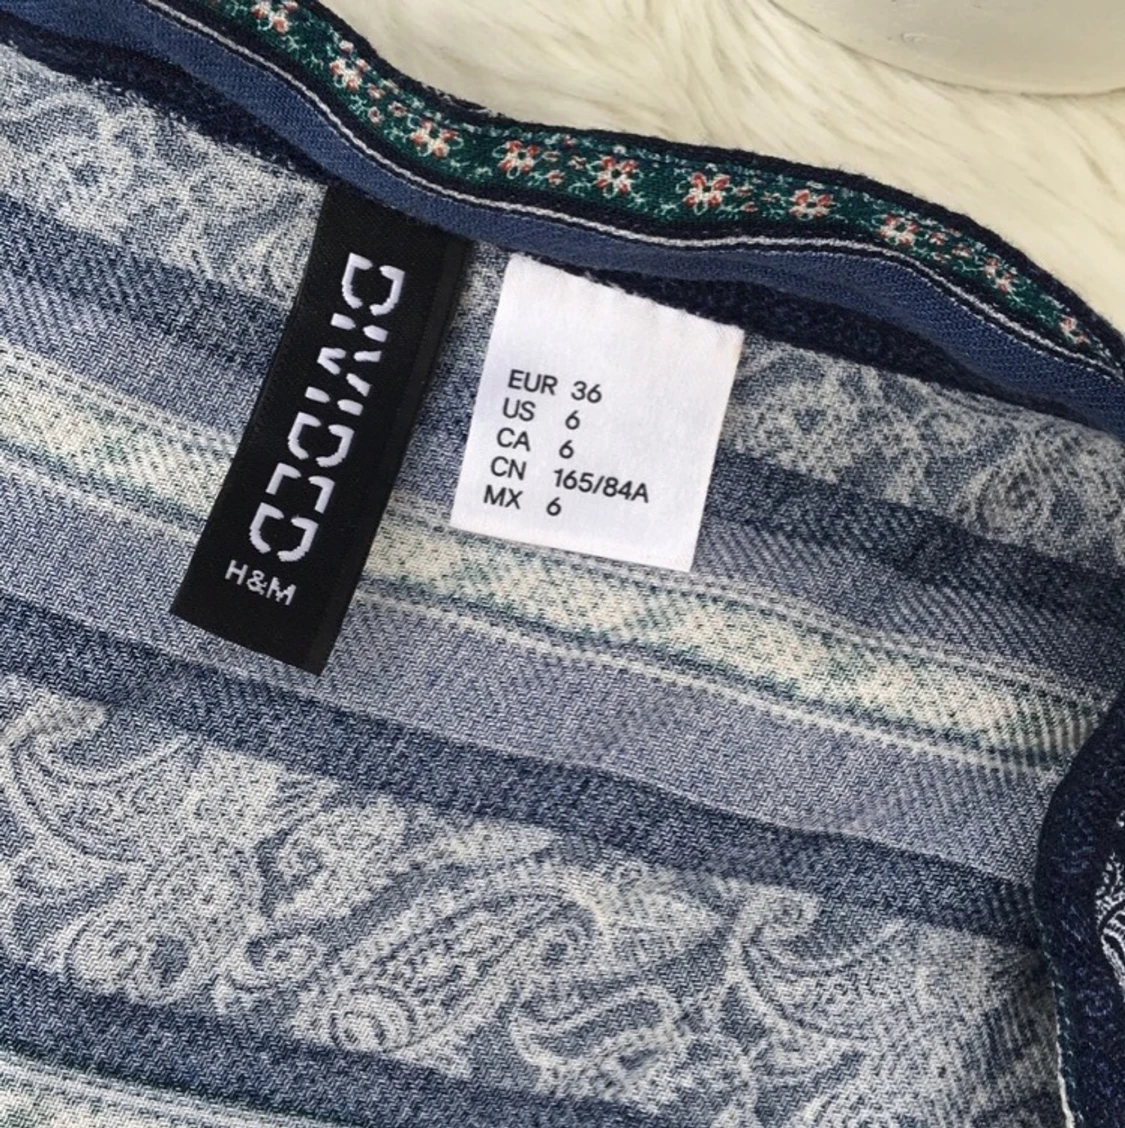 DIVIDED
H&M
EUR 36
US 6
CA 6
CN 165/84A
MX 6